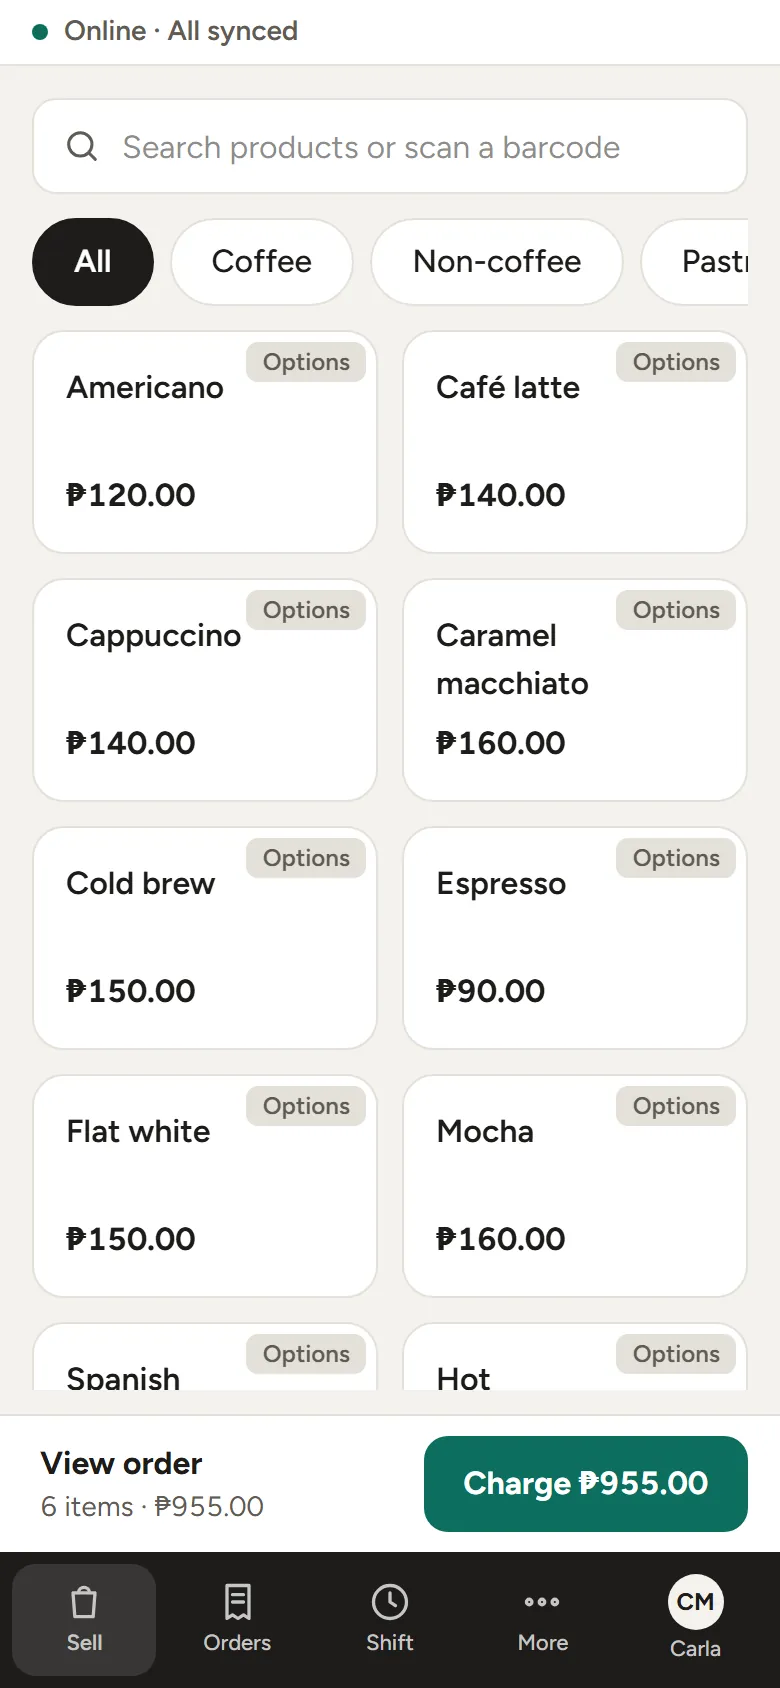 Online · All synced
Search products or scan a barcode
All
Coffee
Non-coffee
Options
Americano
₱120.00
Options
Café latte
₱140.00
Options
Cappuccino
₱140.00
Options
Caramel
macchiato
₱160.00
Options
Cold brew
₱150.00
Options
Espresso
₱90.00
Options
Flat white
₱150.00
Options
Mocha
₱160.00
Options
Spanish
Options
Hot
View order
6 items · ₱955.00
Charge ₱955.00
Sell
Orders
Shift
More
CM
Carla